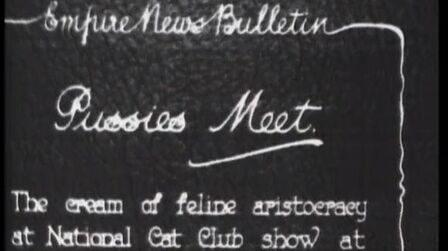 Empire News Bulletin
Pussies Meet.
The cream of feline aristocracy
at National Cat Club show at